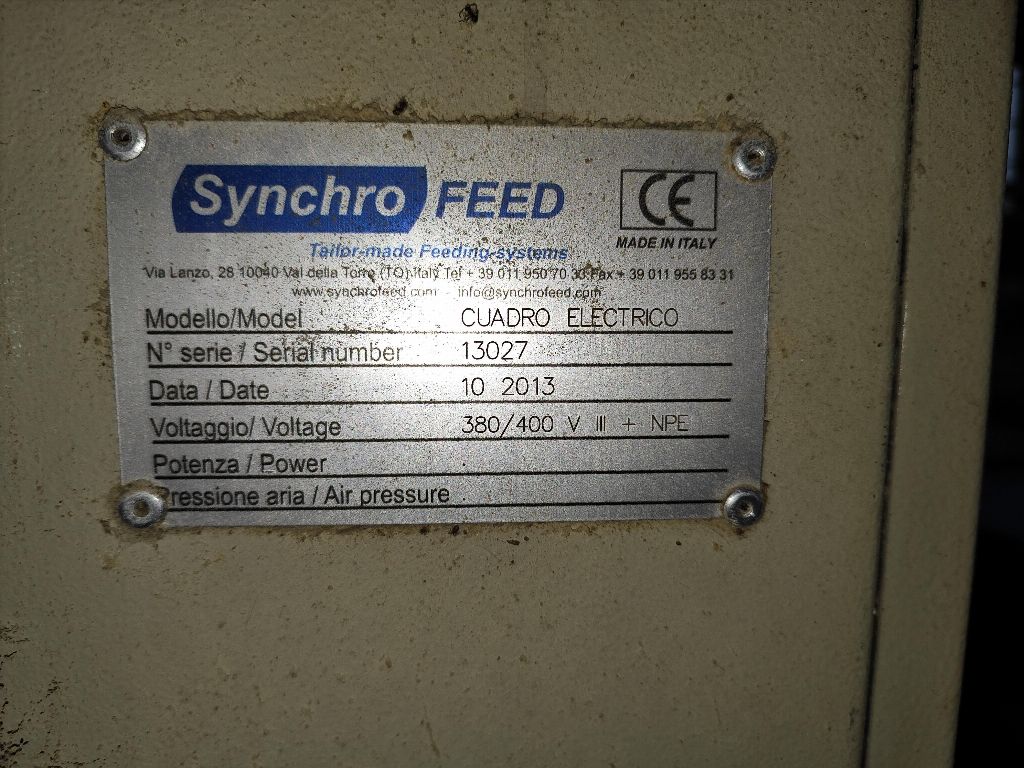 Synchro FEED
CE
MADE IN ITALY
Tailor-made Feeding-systems
Via Lanzo, 28 10040 Val della Torre (TO) Italy Tel + 39 011 950 70 33 Fax + 39 011 955 83 31
www.synchrofeed.com - info@synchrofeed.com
Modello/Model CUADRO ELECTRICO
N° serie / Serial number 13027
Data / Date 10 2013
Voltaggio/ Voltage 380/400 V III + NPE
Potenza / Power
Pressione aria / Air pressure